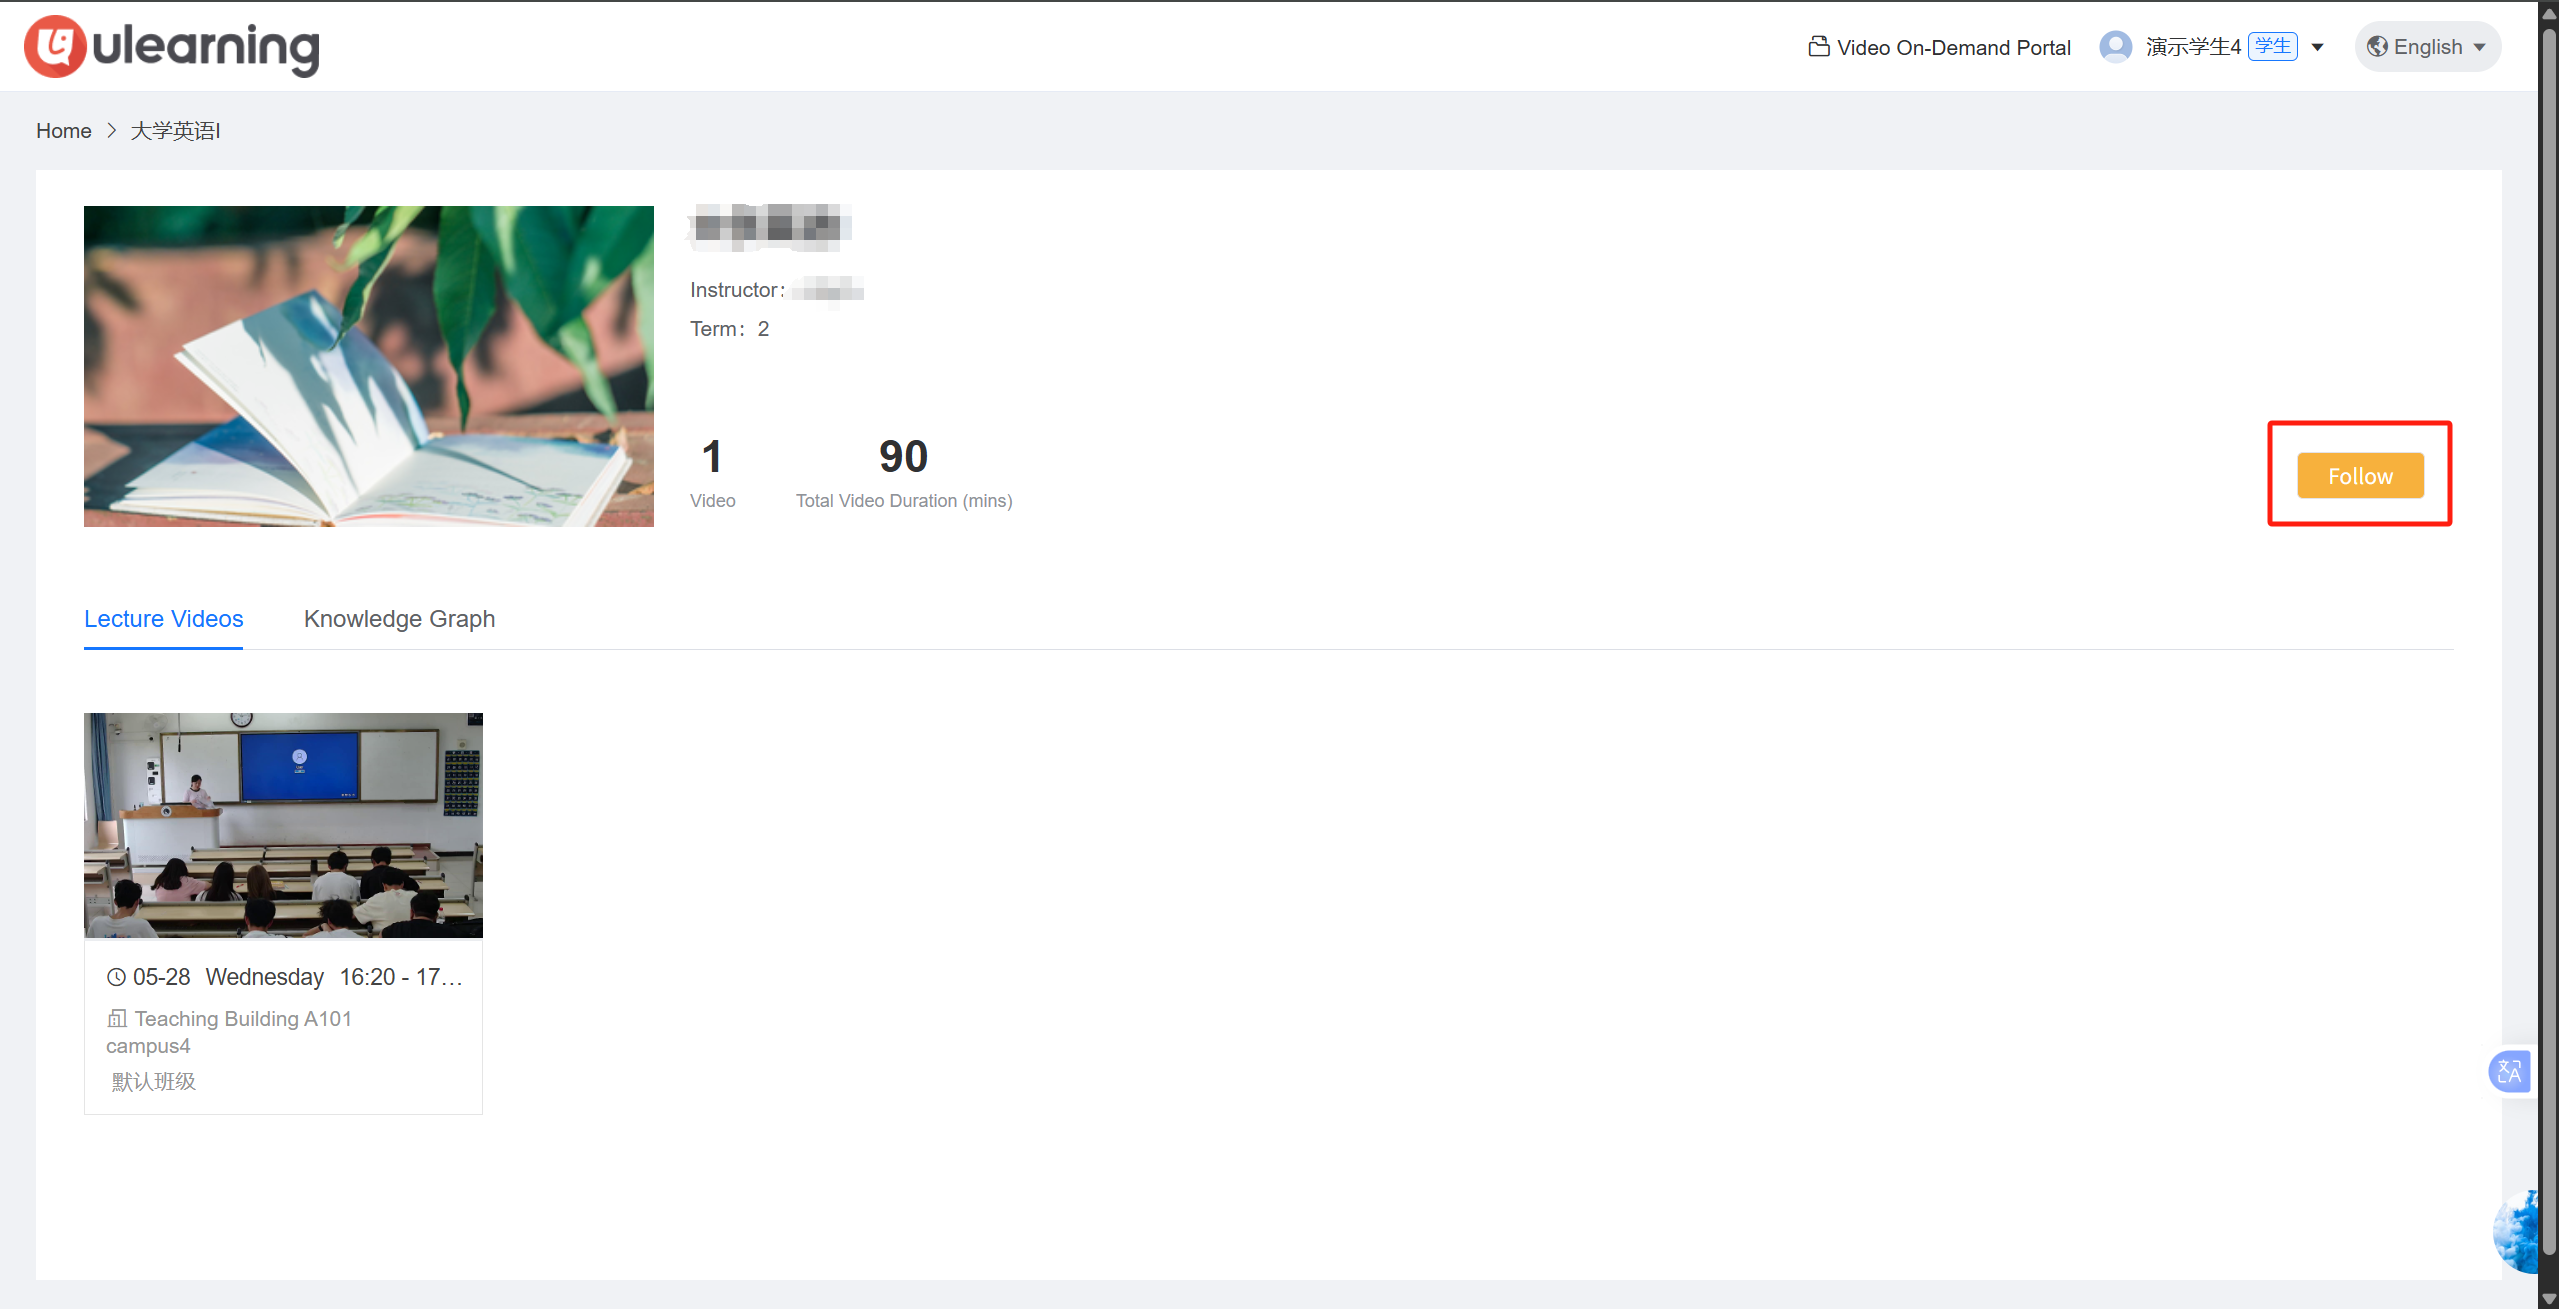 ulearning
Video On-Demand Portal
演示学生4 学生
English
Home > 大学英语I
Instructor:
Term: 2
1
Video
90
Total Video Duration (mins)
Follow
Lecture Videos
Knowledge Graph
05-28 Wednesday 16:20 - 17…
Teaching Building A101
campus4
默认班级